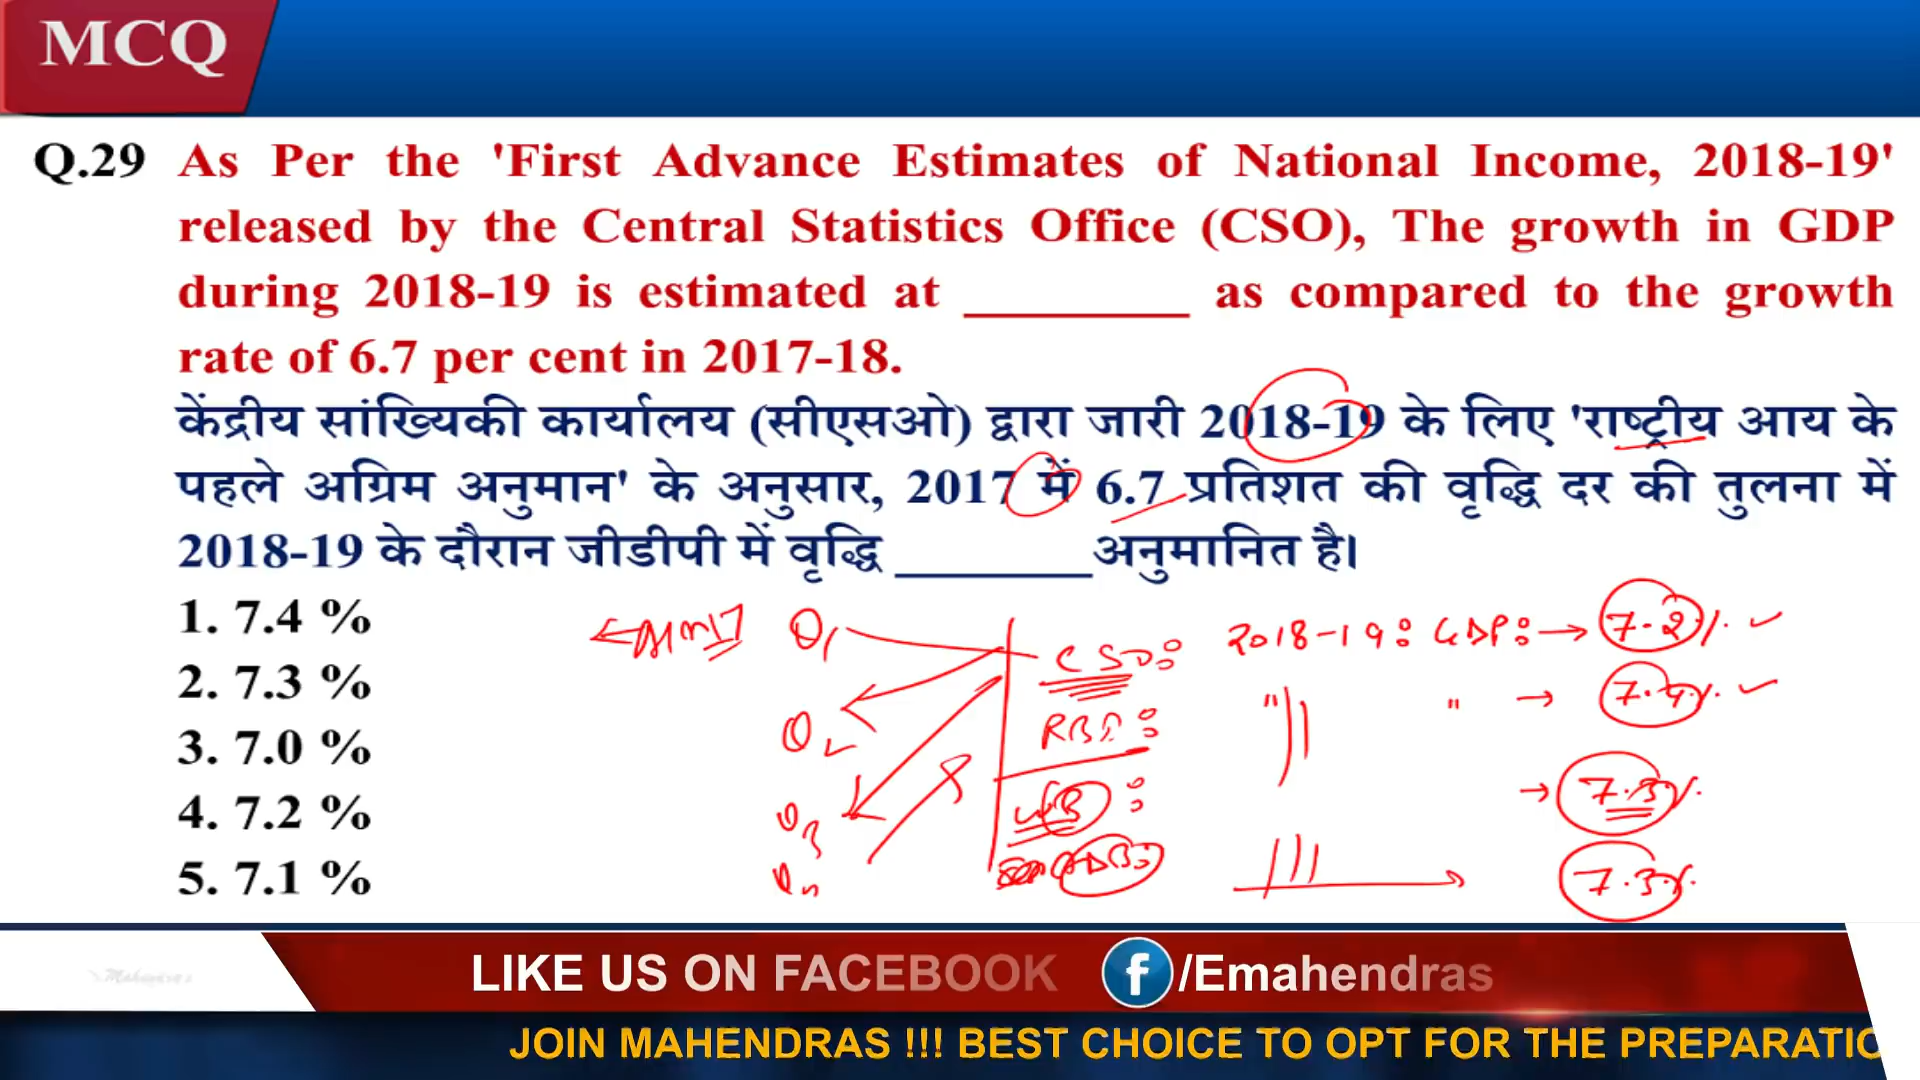 MCQ
Q.29 As Per the 'First Advance Estimates of National Income, 2018-19'
released by the Central Statistics Office (CSO), The growth in GDP
during 2018-19 is estimated at _________ as compared to the growth
rate of 6.7 per cent in 2017-18.
केंद्रीय सांख्यिकी कार्यालय (सीएसओ) द्वारा जारी 2018-19 के लिए 'राष्ट्रीय आय के
पहले अग्रिम अनुमान' के अनुसार, 2017 में 6.7 प्रतिशत की वृद्धि दर की तुलना में
2018-19 के दौरान जीडीपी में वृद्धि ________अनुमानित है।
1. 7.4 %
2. 7.3 %
3. 7.0 %
4. 7.2 %
5. 7.1 %
CSO: 2018-19: GDP: → 7.2%
RBI: " " → 7.4%
WB: → 7.3%
ADB: 7.3%
Mahendra's
LIKE US ON FACEBOOK f/Emahendras
JOIN MAHENDRAS !!! BEST CHOICE TO OPT FOR THE PREPARATIC